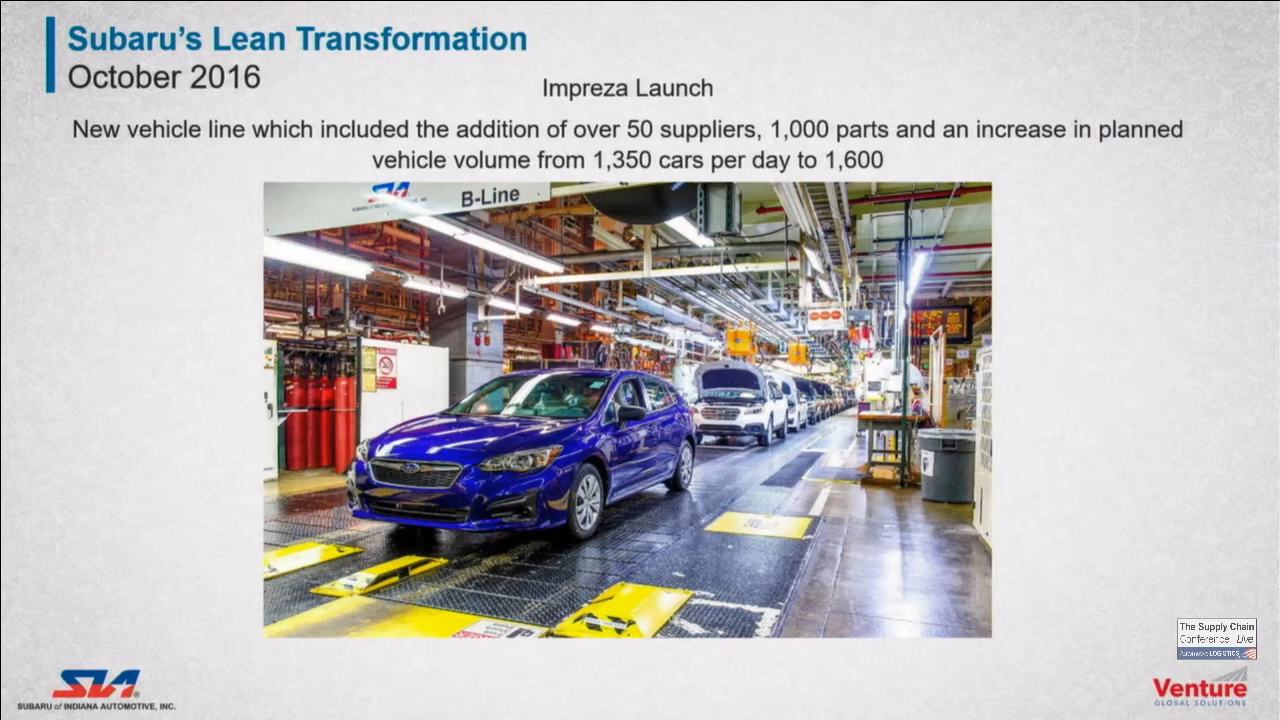 Subaru's Lean Transformation
October 2016
Impreza Launch
New vehicle line which included the addition of over 50 suppliers, 1,000 parts and an increase in planned
vehicle volume from 1,350 cars per day to 1,600
B-Line
The Supply Chain
Conference Live
Automotive LOGISTICS
SIA
SUBARU of INDIANA AUTOMOTIVE, INC.
Venture
GLOBAL SOLUTIONS